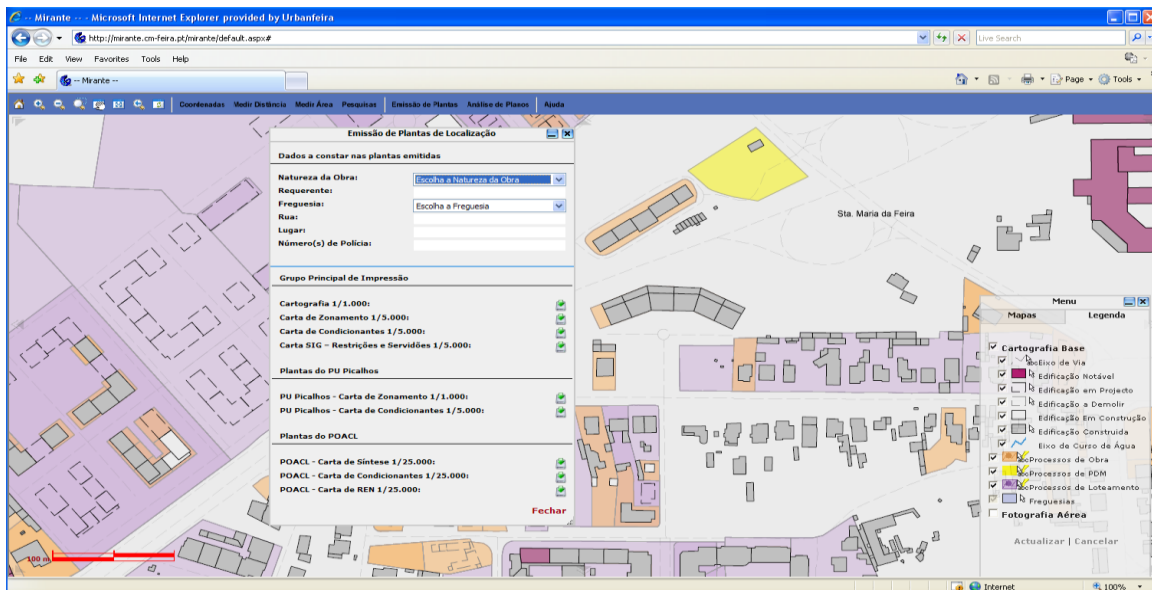 -- Mirante -- - Microsoft Internet Explorer provided by Urbanfeira
http://mirante.cm-feira.pt/mirante/default.aspx#
Live Search
File Edit View Favorites Tools Help
-- Mirante --
Page Tools
Coordenadas Medir Distância Medir Área Pesquisas Emissão de Plantas Análise de Planos Ajuda
Emissão de Plantas de Localização
Dados a constar nas plantas emitidas
Natureza da Obra: Escolha a Natureza da Obra
Requerente:
Freguesia: Escolha a Freguesia
Rua:
Lugar:
Número(s) de Polícia:
Grupo Principal de Impressão
Cartografia 1/1.000:
Carta de Zonamento 1/5.000:
Carta de Condicionantes 1/5.000:
Carta SIG – Restrições e Servidões 1/5.000:
Plantas do PU Picalhos
PU Picalhos - Carta de Zonamento 1/1.000:
PU Picalhos - Carta de Condicionantes 1/5.000:
Plantas do POACL
POACL - Carta de Síntese 1/25.000:
POACL - Carta de Condicionantes 1/25.000:
POACL - Carta de REN 1/25.000:
Fechar
Sta. Maria da Feira
Menu
Mapas Legenda
Cartografia Base
abcEixo de Via
Edificação Notável
Edificação em Projecto
Edificação a Demolir
Edificação Em Construção
Edificação Construida
Eixo de Curso de Água
abcProcessos de Obra
abcProcessos de PDM
abcProcessos de Loteamento
Freguesias
Fotografia Aérea
Actualizar | Cancelar
100 m
Internet
100%